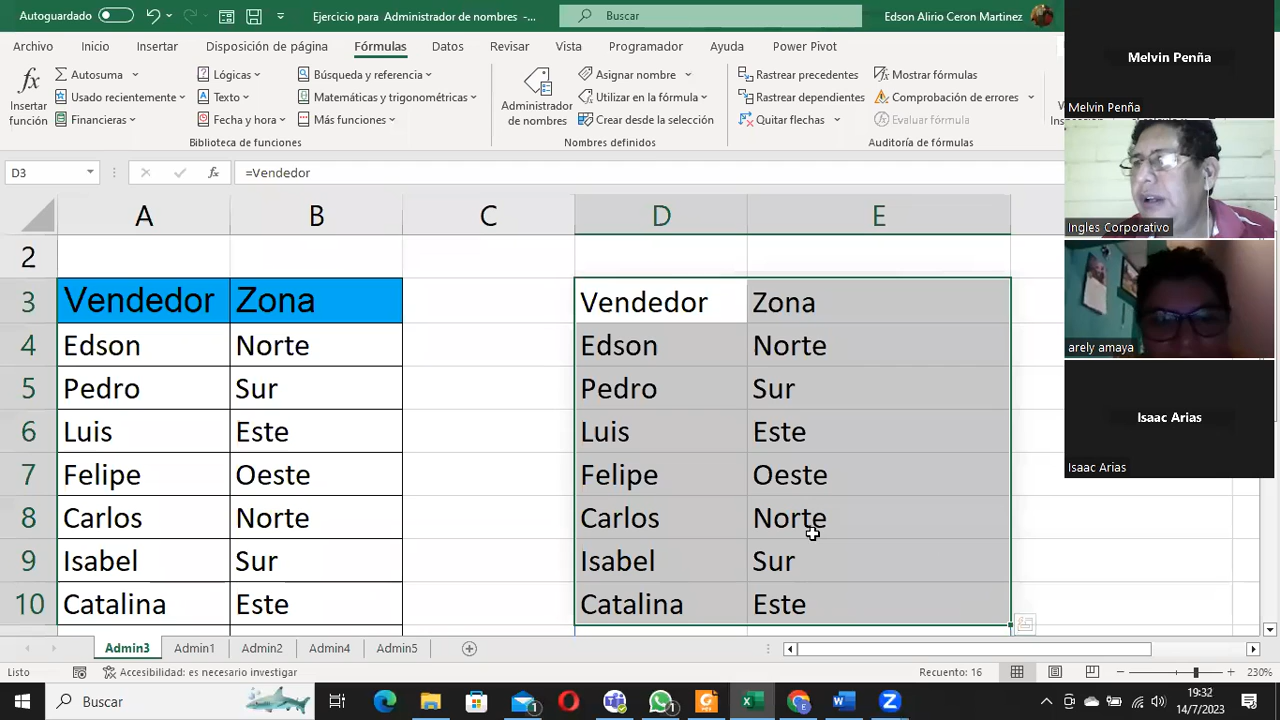 Autoguardado
Ejercicio para Administrador de nombres -...
Buscar
Edson Alirio Ceron Martinez
Archivo Inicio Insertar Disposición de página Fórmulas Datos Revisar Vista Programador Ayuda Power Pivot
Insertar función
Autosuma
Usado recientemente
Financieras
Lógicas
Texto
Fecha y hora
Búsqueda y referencia
Matemáticas y trigonométricas
Más funciones
Biblioteca de funciones
Administrador de nombres
Asignar nombre
Utilizar en la fórmula
Crear desde la selección
Nombres definidos
Rastrear precedentes
Rastrear dependientes
Quitar flechas
Mostrar fórmulas
Comprobación de errores
Evaluar fórmula
Auditoría de fórmulas
D3 fx =Vendedor
A B C D E
2
3 Vendedor Zona Vendedor Zona
4 Edson Norte Edson Norte
5 Pedro Sur Pedro Sur
6 Luis Este Luis Este
7 Felipe Oeste Felipe Oeste
8 Carlos Norte Carlos Norte
9 Isabel Sur Isabel Sur
10 Catalina Este Catalina Este
Admin3 Admin1 Admin2 Admin4 Admin5
Listo
Accesibilidad: es necesario investigar
Recuento: 16
230%
Buscar
19:32
14/7/2023
Melvin Penña
Melvin Penña
Ingles Corporativo
arely amaya
Isaac Arias
Isaac Arias